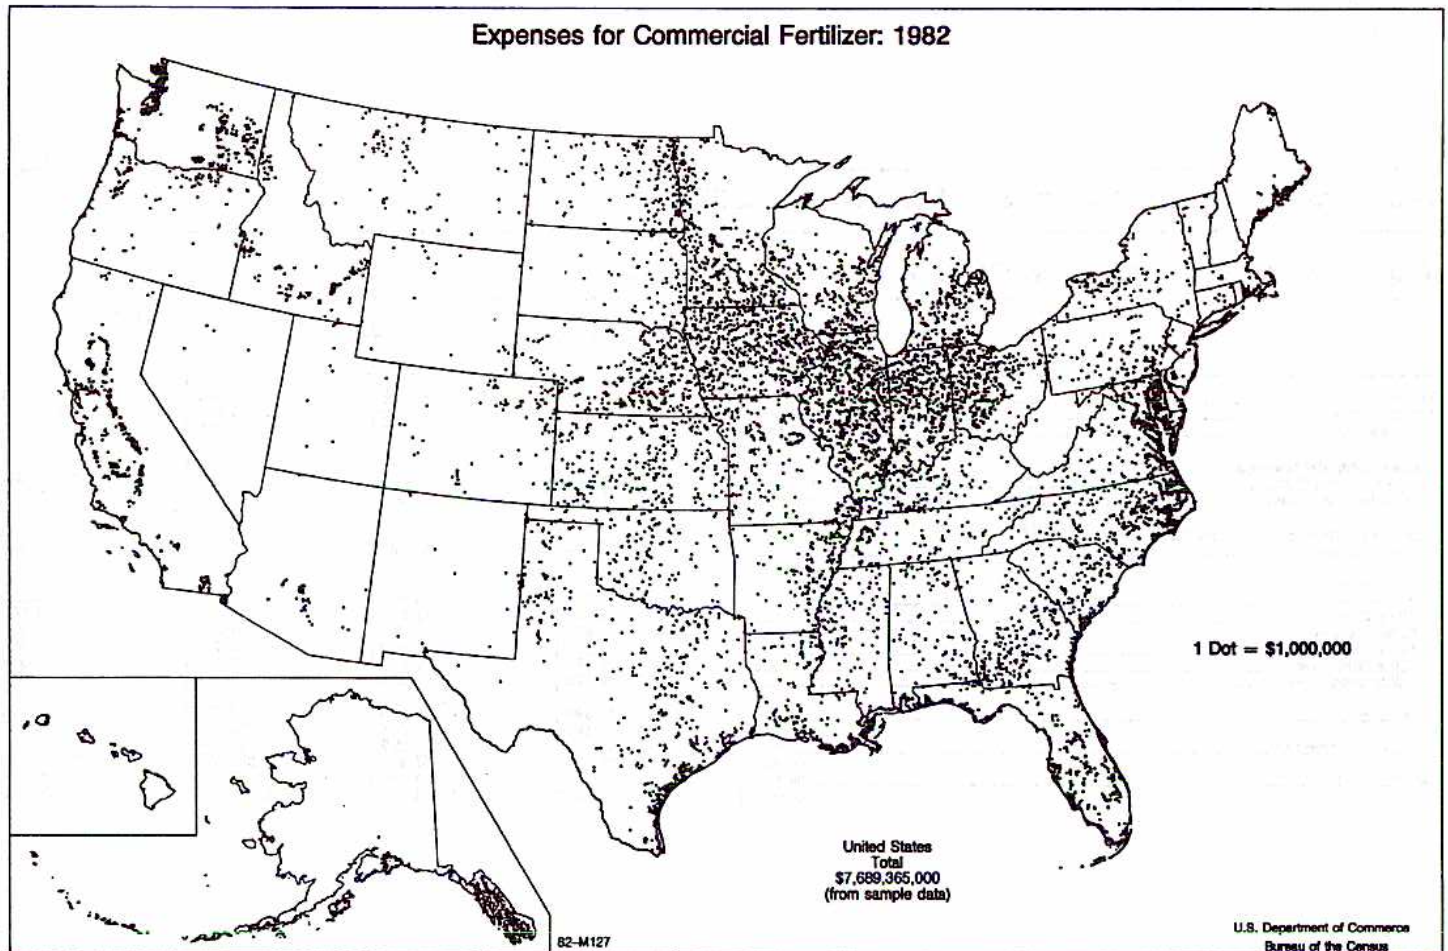 Expenses for Commercial Fertilizer: 1982
1 Dot = $1,000,000
United States
Total
$7,689,365,000
(from sample data)
82-M127
U.S. Department of Commerce
Bureau of the Census